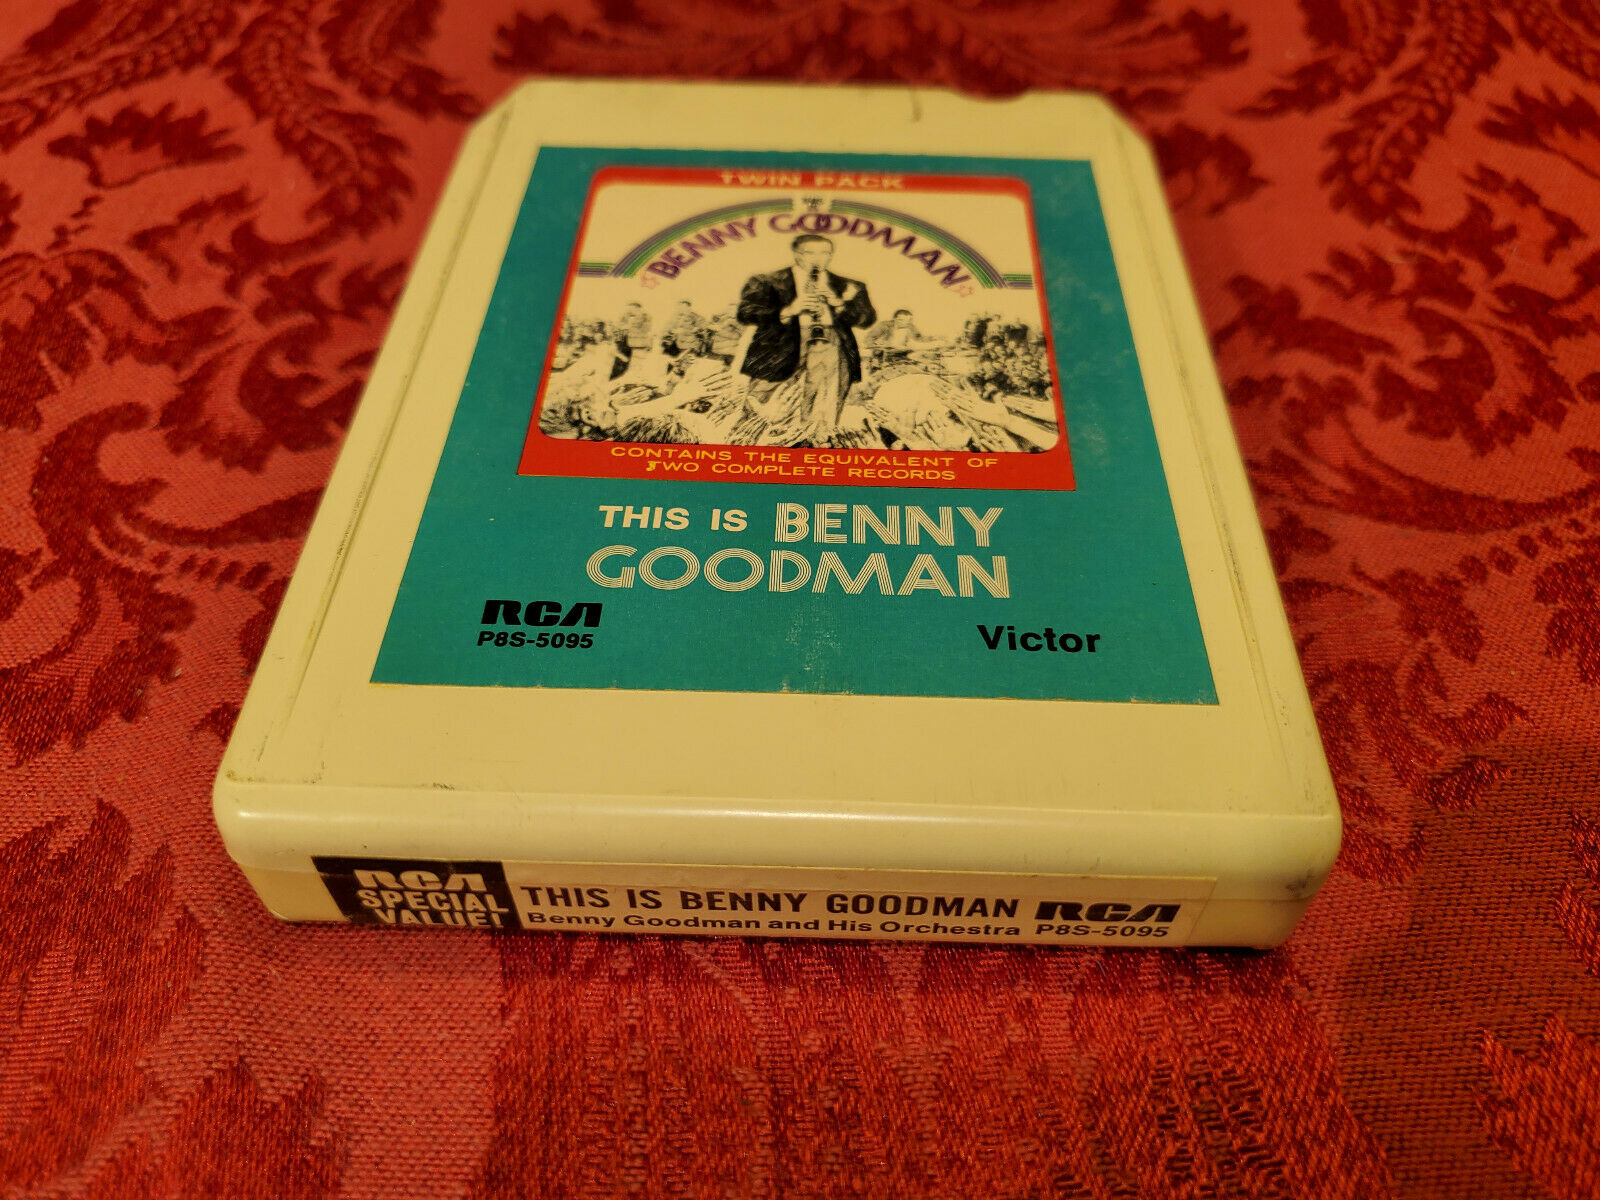 TWIN PACK
BENNY GOODMAN
CONTAINS THE EQUIVALENT OF
TWO COMPLETE RECORDS
THIS IS BENNY
GOODMAN
RCA
P8S-5095
Victor
RCA
SPECIAL
VALUE!
THIS IS BENNY GOODMAN RCA
Benny Goodman and His Orchestra P8S-5095